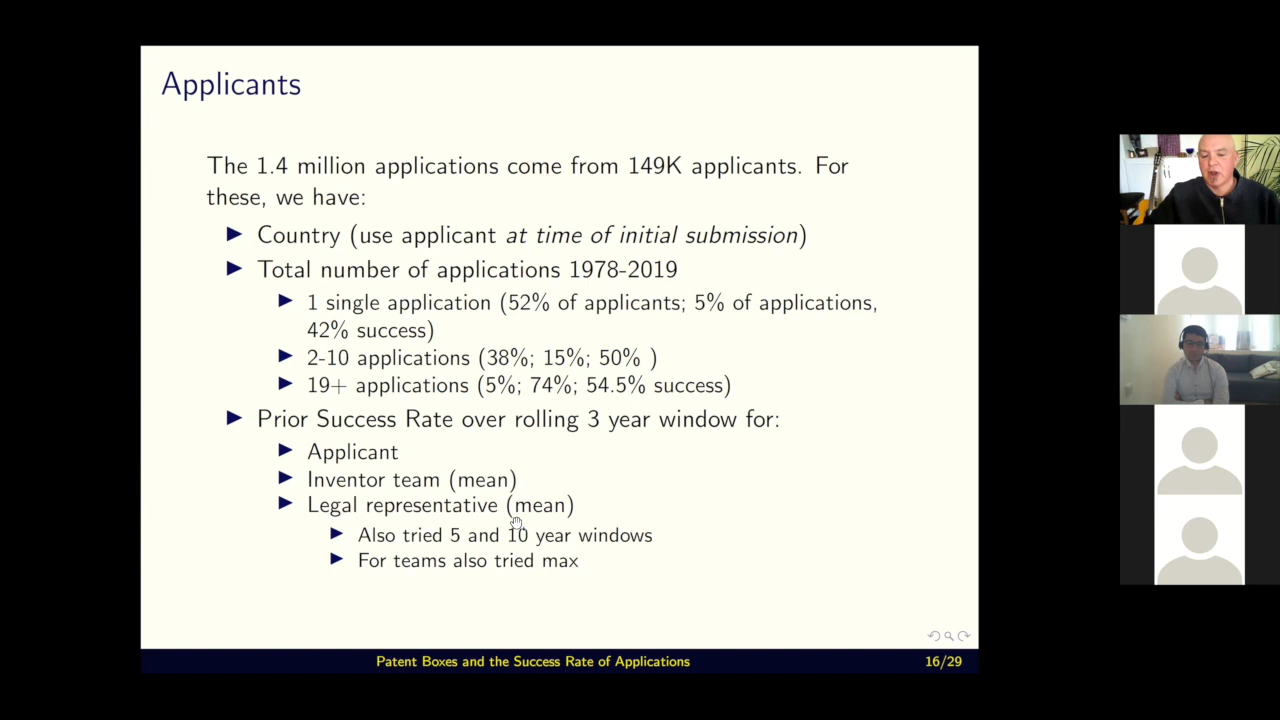 Applicants
The 1.4 million applications come from 149K applicants. For
these, we have:
▶ Country (use applicant at time of initial submission)
▶ Total number of applications 1978-2019
▶ 1 single application (52% of applicants; 5% of applications,
42% success)
▶ 2-10 applications (38%; 15%; 50% )
▶ 19+ applications (5%; 74%; 54.5% success)
▶ Prior Success Rate over rolling 3 year window for:
▶ Applicant
▶ Inventor team (mean)
▶ Legal representative (mean)
▶ Also tried 5 and 10 year windows
▶ For teams also tried max
Patent Boxes and the Success Rate of Applications
16/29